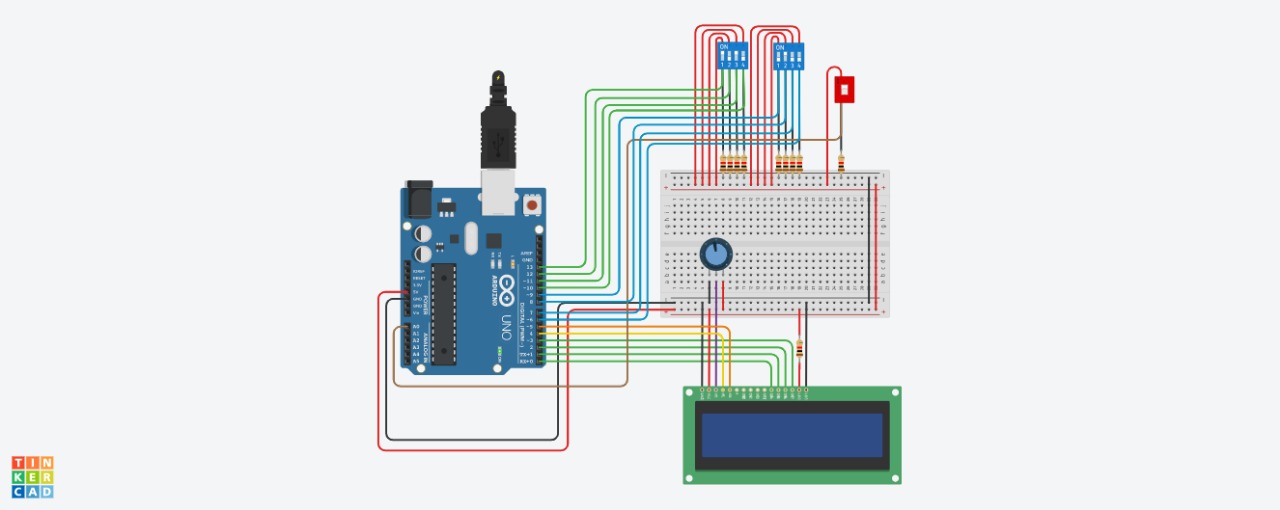 ON
1 2 3 4
ON
1 2 3 4
AREF
GND
13
12
~11
~10
~9
8
7
~6
~5
4
~3
2
TX→1
RX←0
DIGITAL (PWM~)
IOREF
RESET
3.3V
5V
GND
GND
Vin
POWER
A0
A1
A2
A3
A4
A5
ANALOG IN
ARDUINO
UNO
ON
TIN
KER
CAD